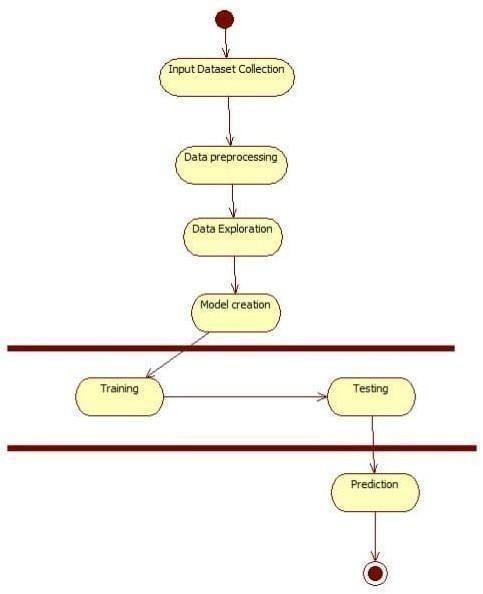 Input Dataset Collection
Data preprocessing
Data Exploration
Model creation
Training
Testing
Prediction